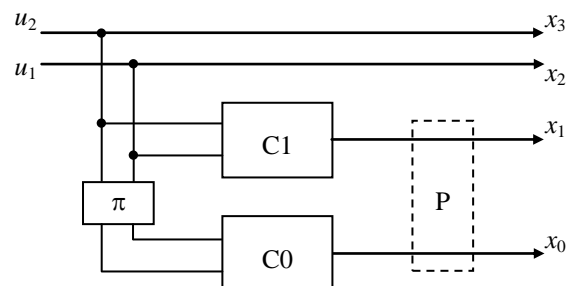 u₂ x₃
u₁ x₂
C1 x₁
π P
C0 x₀